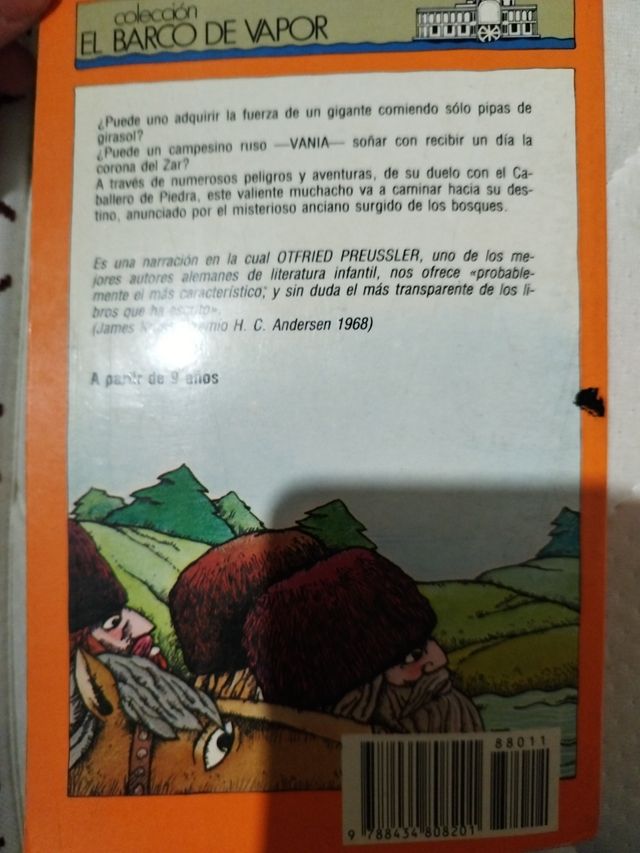 colección
EL BARCO DE VAPOR
¿Puede uno adquirir la fuerza de un gigante comiendo sólo pipas de
girasol?
¿Puede un campesino ruso —VANIA— soñar con recibir un día la
corona del Zar?
A través de numerosos peligros y aventuras, de su duelo con el Ca-
ballero de Piedra, este valiente muchacho va a caminar hacia su des-
tino, anunciado por el misterioso anciano surgido de los bosques.
Es una narración en la cual OTFRIED PREUSSLER, uno de los me-
jores autores alemanes de literatura infantil, nos ofrece «probable-
mente el más característico, y sin duda el más transparente de los li-
bros que ha escrito».
(James Premio H. C. Andersen 1968)
A partir de 9 años
88011
9 788434 808201